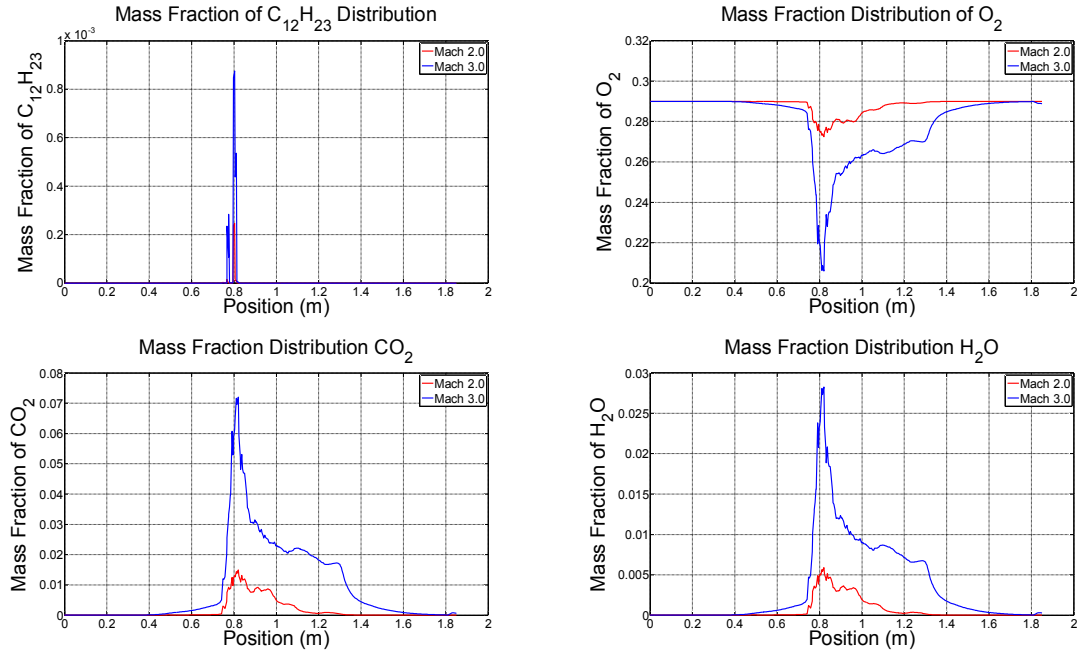 Mass Fraction of C12H23 Distribution
1 x 10^-3
Mass Fraction of C12H23
0.8
0.6
0.4
0.2
0
0 0.2 0.4 0.6 0.8 1 1.2 1.4 1.6 1.8 2
Position (m)
Mach 2.0
Mach 3.0
Mass Fraction Distribution of O2
Mass Fraction of O2
0.32
0.3
0.28
0.26
0.24
0.22
0.2
0 0.2 0.4 0.6 0.8 1 1.2 1.4 1.6 1.8 2
Position (m)
Mach 2.0
Mach 3.0
Mass Fraction Distribution CO2
Mass Fraction of CO2
0.08
0.07
0.06
0.05
0.04
0.03
0.02
0.01
0
0 0.2 0.4 0.6 0.8 1 1.2 1.4 1.6 1.8 2
Position (m)
Mach 2.0
Mach 3.0
Mass Fraction Distribution H2O
Mass Fraction of H2O
0.03
0.025
0.02
0.015
0.01
0.005
0
0 0.2 0.4 0.6 0.8 1 1.2 1.4 1.6 1.8 2
Position (m)
Mach 2.0
Mach 3.0